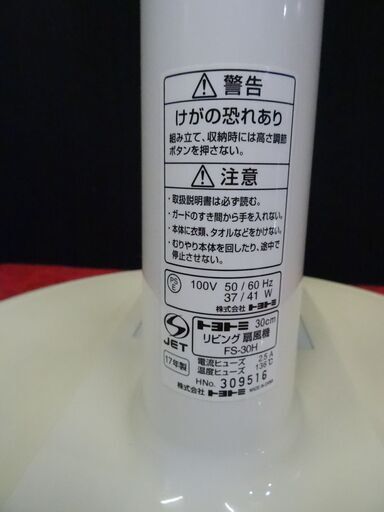 警告
けがの恐れあり
組み立て、収納時には高さ調節
ボタンを押さない。
注意
・取扱説明書は必ず読む。
・ガードのすき間から手を入れない。
・本体に衣類、タオルなどをかけない。
・むりやり本体を回したり、途中で
停止させない。
PS
E
100V 50/60 Hz
37/41 W
株式会社 トヨトミ
S
JET
トヨトミ 30cm
リビング扇風機
FS-30H
17年製
電流ヒューズ 2.5A
温度ヒューズ 136℃
HNo. 309516
MADE IN CHINA
株式会社 トヨトミ